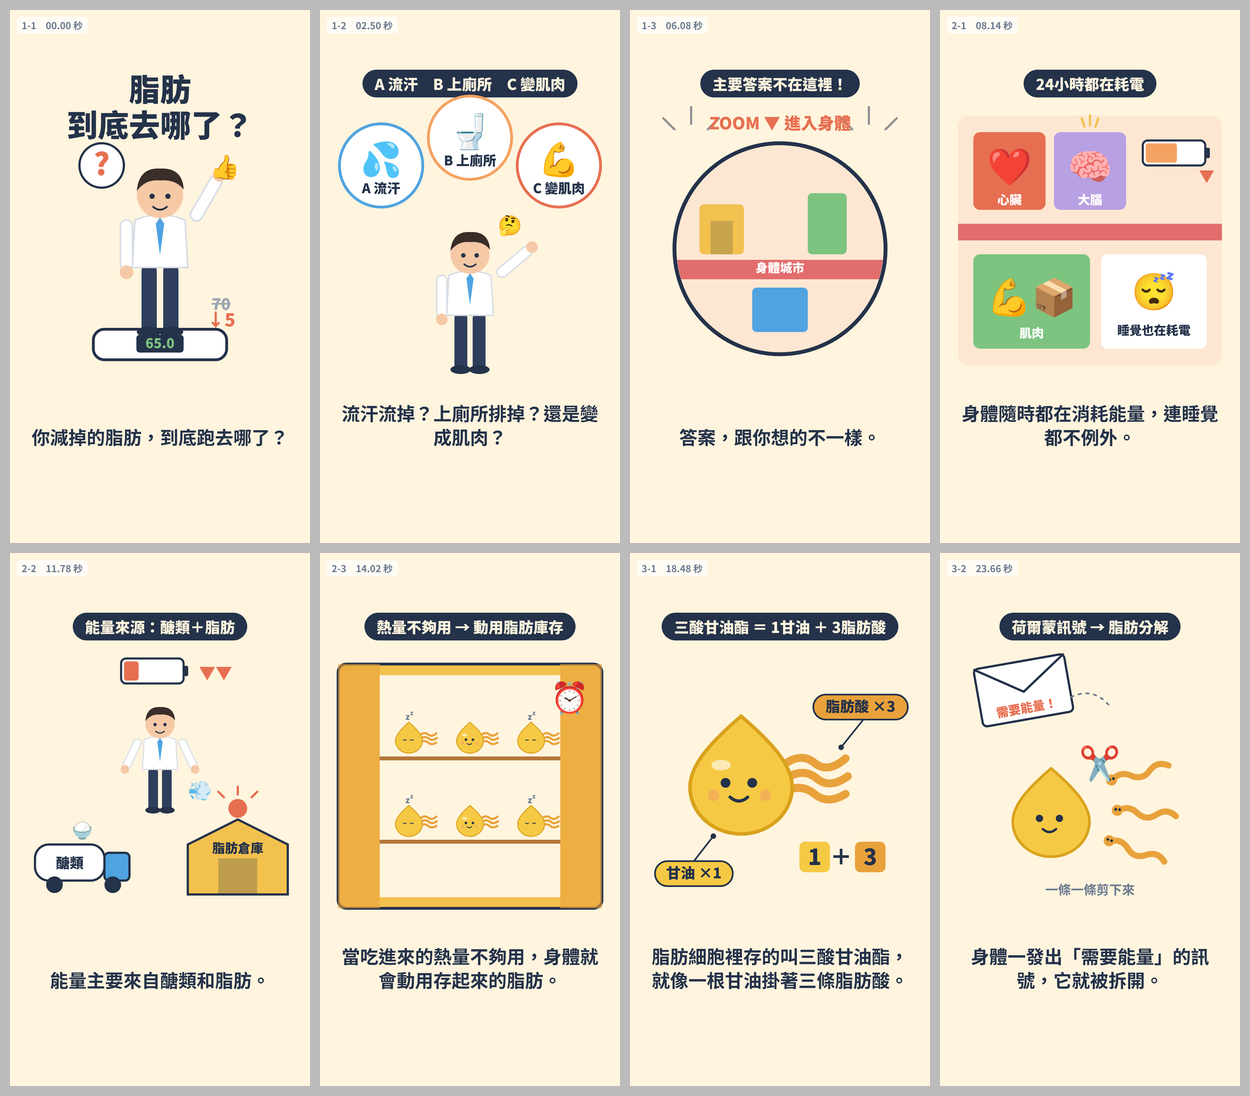 1-1 00.00 秒
脂肪
到底去哪了？
?
70
↓5
65.0
你減掉的脂肪，到底跑去哪了？
1-2 02.50 秒
A 流汗 B 上廁所 C 變肌肉
B 上廁所
A 流汗
C 變肌肉
流汗流掉？上廁所排掉？還是變
成肌肉？
1-3 06.08 秒
主要答案不在這裡！
ZOOM ▼ 進入身體
身體城市
答案，跟你想的不一樣。
2-1 08.14 秒
24小時都在耗電
心臟
大腦
肌肉
睡覺也在耗電
身體隨時都在消耗能量，連睡覺
都不例外。
2-2 11.78 秒
能量來源：醣類＋脂肪
脂肪倉庫
醣類
能量主要來自醣類和脂肪。
2-3 14.02 秒
熱量不夠用 → 動用脂肪庫存
z z
z z
z z
z z
z z
z z
當吃進來的熱量不夠用，身體就
會動用存起來的脂肪。
3-1 18.48 秒
三酸甘油酯 ＝ 1甘油 ＋ 3脂肪酸
脂肪酸 ×3
1 + 3
甘油 ×1
脂肪細胞裡存的叫三酸甘油酯，
就像一根甘油掛著三條脂肪酸。
3-2 23.66 秒
荷爾蒙訊號 → 脂肪分解
需要能量！
一條一條剪下來
身體一發出「需要能量」的訊
號，它就被拆開。